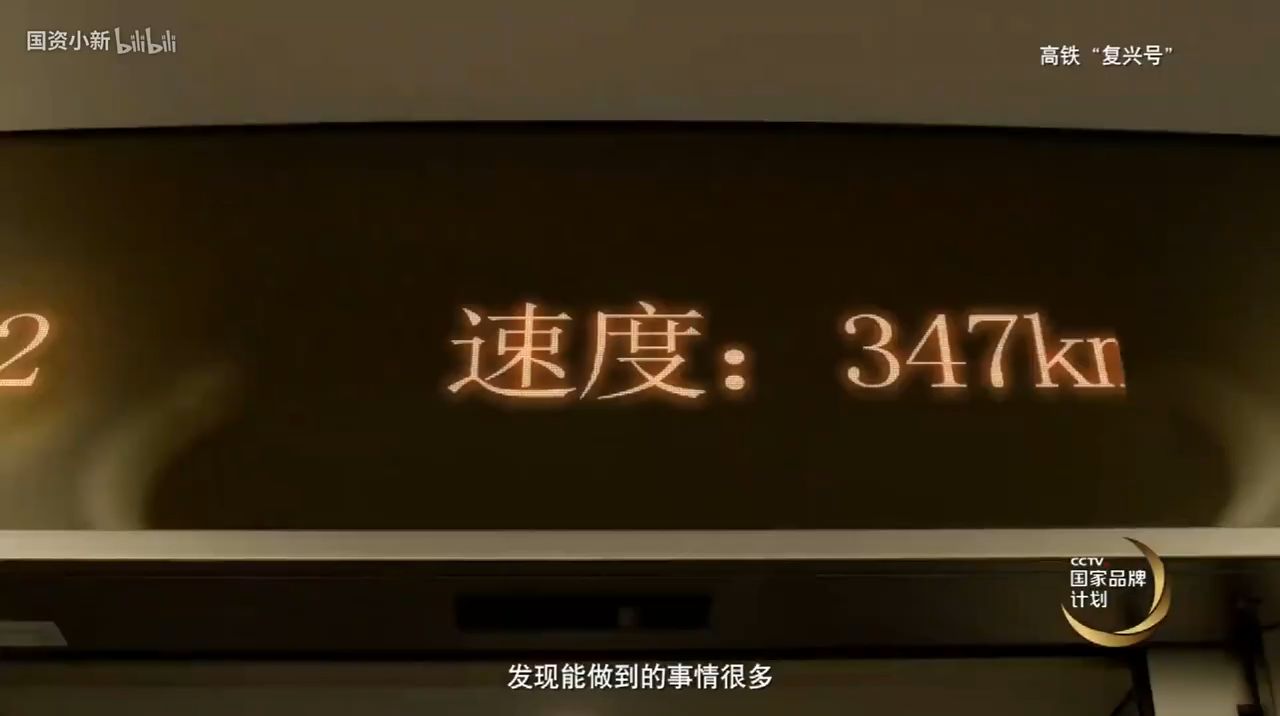 国资小新 bilibili
高铁“复兴号”
2 速度：347km
CCTV
国家品牌
计划
发现能做到的事情很多